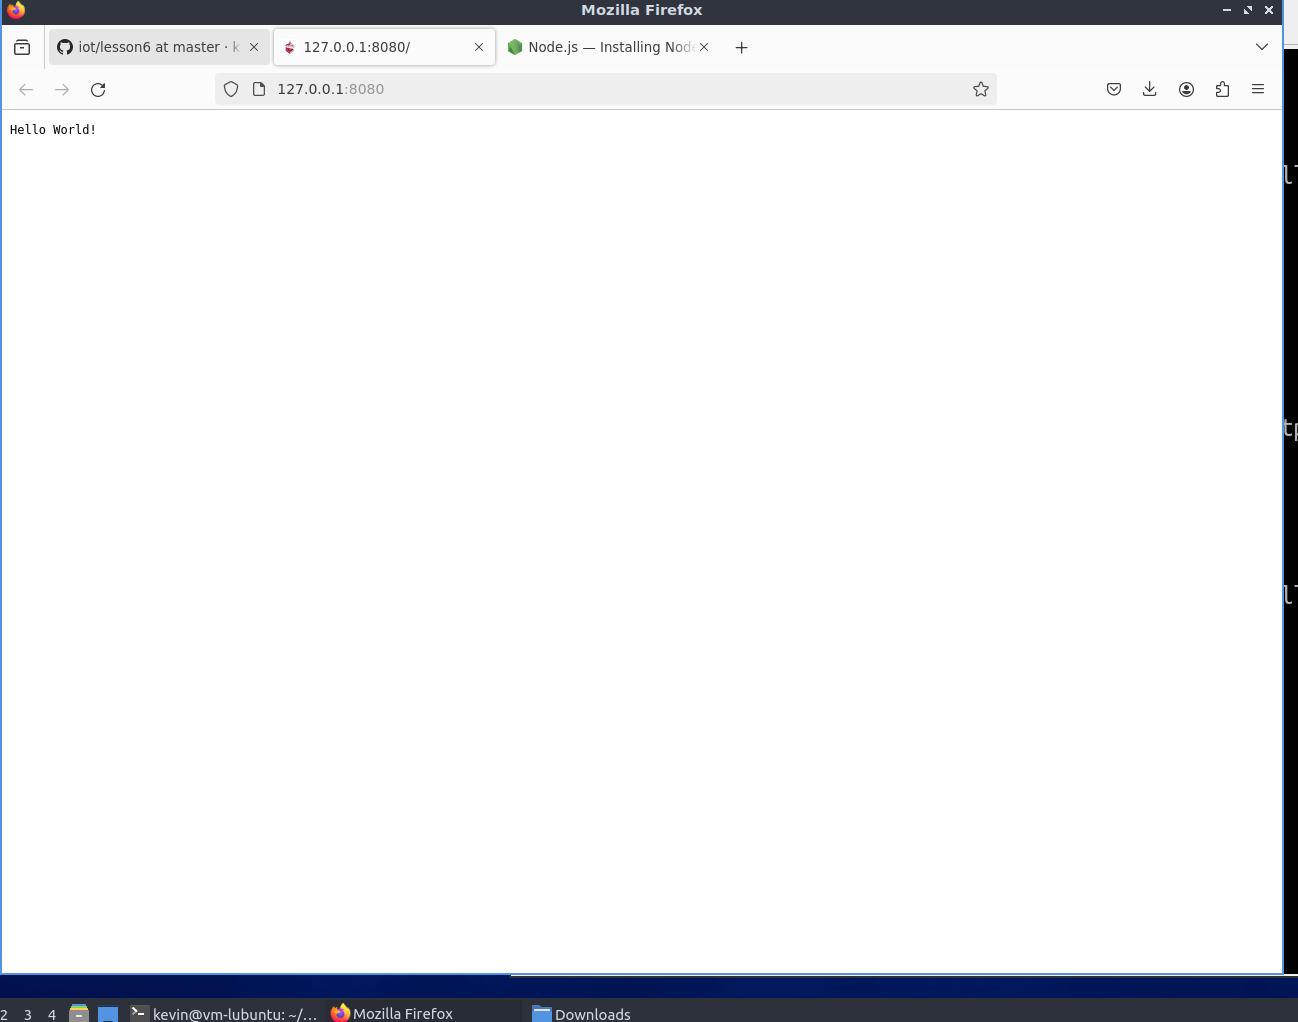 Mozilla Firefox
iot/lesson6 at master · k
127.0.0.1:8080/
Node.js — Installing Node
127.0.0.1:8080
Hello World!
2 3 4 kevin@vm-lubuntu: ~/… Mozilla Firefox Downloads